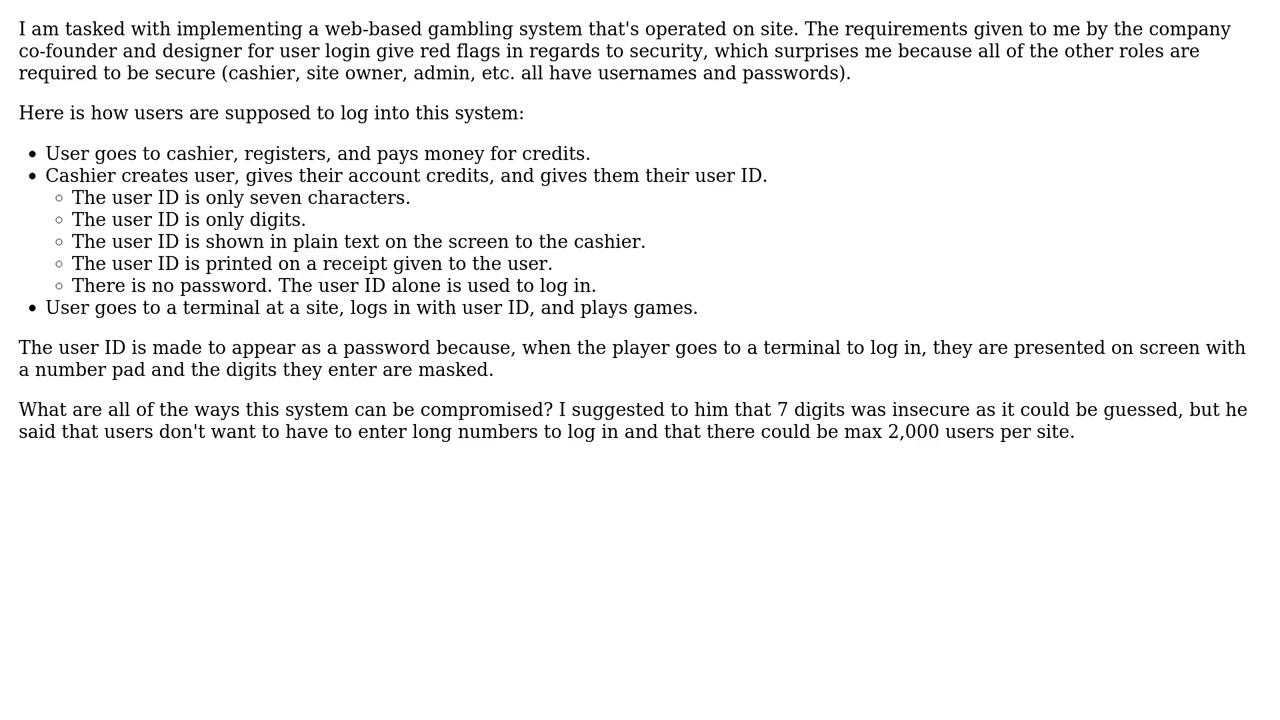 I am tasked with implementing a web-based gambling system that's operated on site. The requirements given to me by the company
co-founder and designer for user login give red flags in regards to security, which surprises me because all of the other roles are
required to be secure (cashier, site owner, admin, etc. all have usernames and passwords).
Here is how users are supposed to log into this system:
• User goes to cashier, registers, and pays money for credits.
• Cashier creates user, gives their account credits, and gives them their user ID.
◦ The user ID is only seven characters.
◦ The user ID is only digits.
◦ The user ID is shown in plain text on the screen to the cashier.
◦ The user ID is printed on a receipt given to the user.
◦ There is no password. The user ID alone is used to log in.
• User goes to a terminal at a site, logs in with user ID, and plays games.
The user ID is made to appear as a password because, when the player goes to a terminal to log in, they are presented on screen with
a number pad and the digits they enter are masked.
What are all of the ways this system can be compromised? I suggested to him that 7 digits was insecure as it could be guessed, but he
said that users don't want to have to enter long numbers to log in and that there could be max 2,000 users per site.